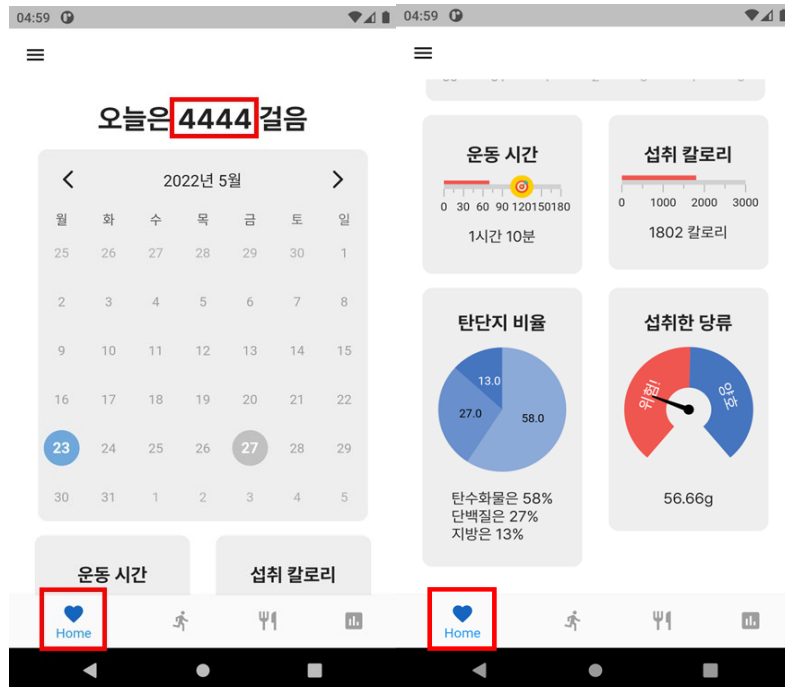 04:59
오늘은 4444 걸음
2022년 5월
월 화 수 목 금 토 일
25 26 27 28 29 30 1
2 3 4 5 6 7 8
9 10 11 12 13 14 15
16 17 18 19 20 21 22
23 24 25 26 27 28 29
30 31 1 2 3 4 5
운동 시간 섭취 칼로리
Home
04:59
운동 시간
0 30 60 90 120 150 180
1시간 10분
섭취 칼로리
0 1000 2000 3000
1802 칼로리
탄단지 비율
13.0
27.0
58.0
탄수화물은 58%
단백질은 27%
지방은 13%
섭취한 당류
위험!
양호
56.66g
Home